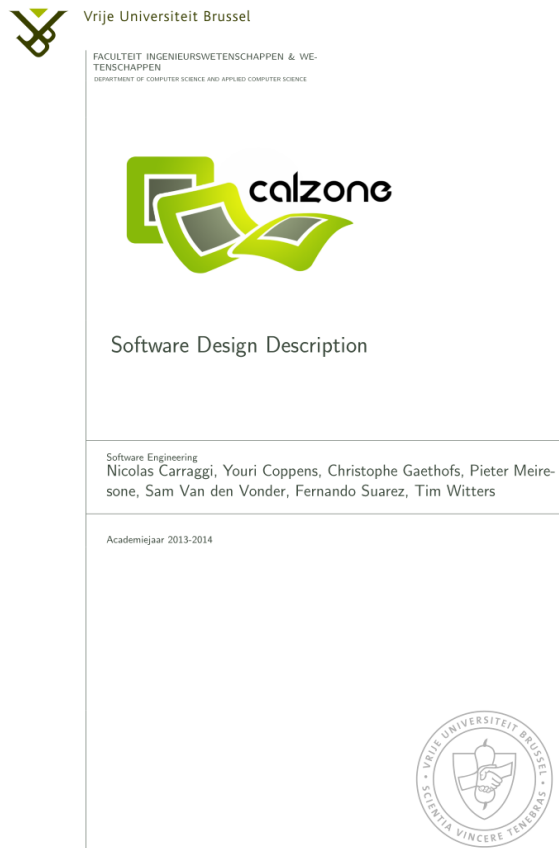 Vrije Universiteit Brussel
FACULTEIT INGENIEURSWETENSCHAPPEN & WE-
TENSCHAPPEN
DEPARTMENT OF COMPUTER SCIENCE AND APPLIED COMPUTER SCIENCE
calzone
Software Design Description
Software Engineering
Nicolas Carraggi, Youri Coppens, Christophe Gaethofs, Pieter Meire-
sone, Sam Van den Vonder, Fernando Suarez, Tim Witters
Academiejaar 2013-2014
VRIJE UNIVERSITEIT BRUSSEL • SCIENTIA VINCERE TENEBRAS •